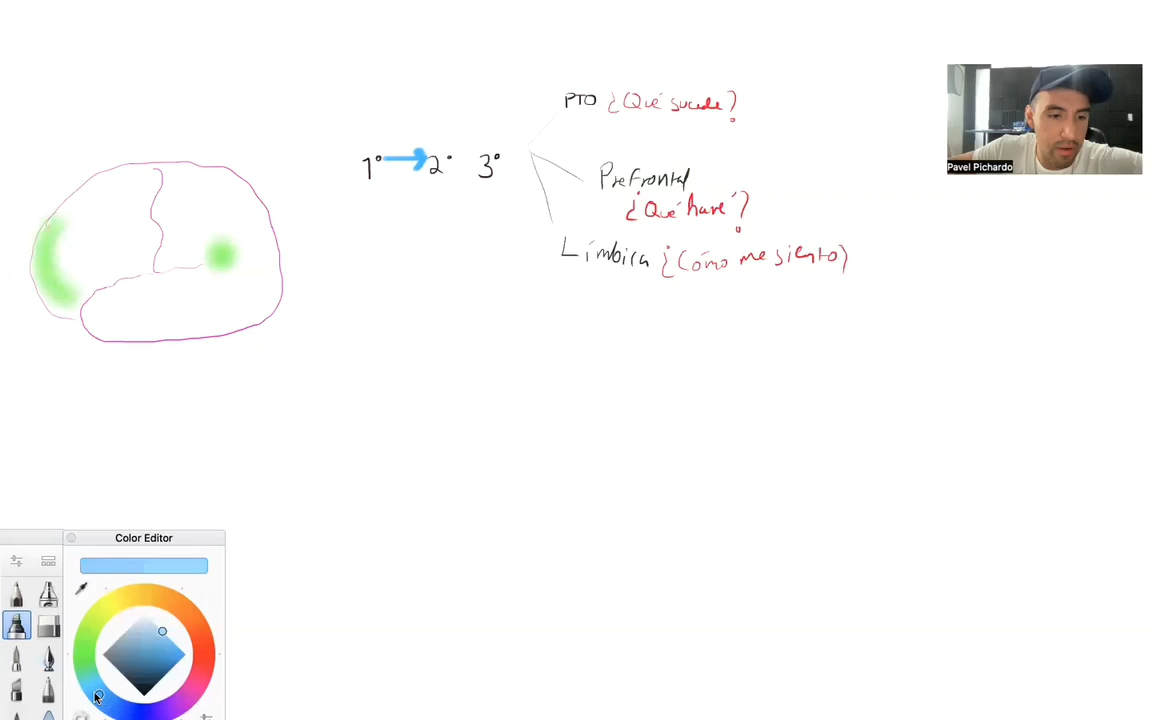 PTO ¿Qué sucede?
1° 2° 3°
Prefrontal
¿Qué haré?
Límbica ¿Cómo me siento?
Pavel Pichardo
Color Editor